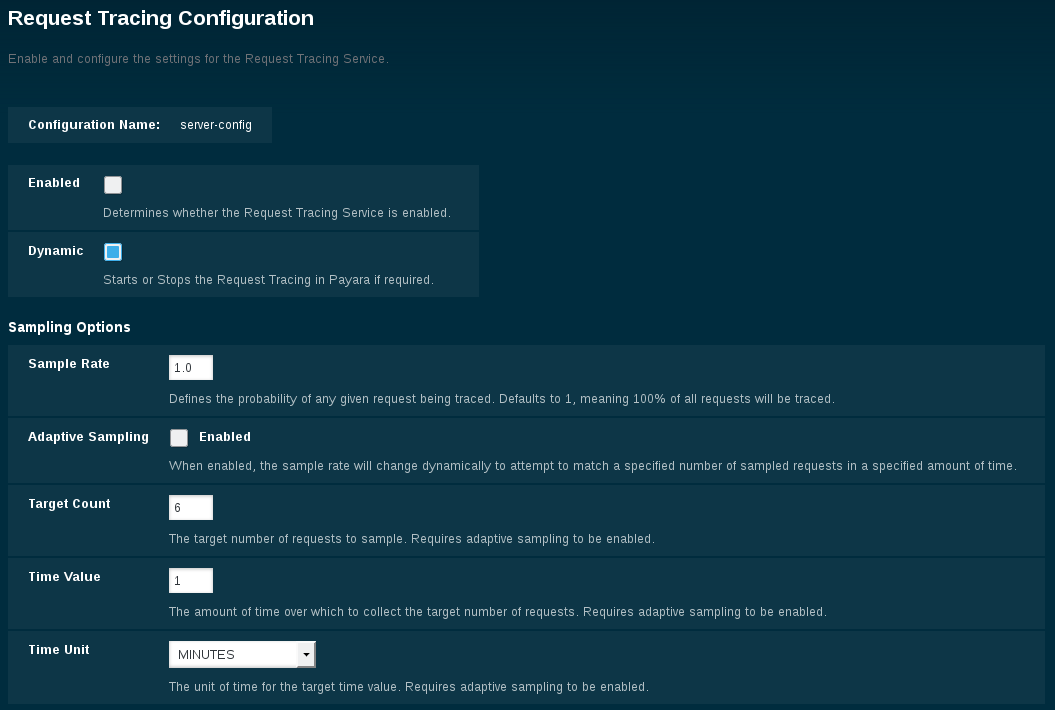 Request Tracing Configuration
Enable and configure the settings for the Request Tracing Service.
Configuration Name: server-config
Enabled
Determines whether the Request Tracing Service is enabled.
Dynamic
Starts or Stops the Request Tracing in Payara if required.
Sampling Options
Sample Rate 1.0
Defines the probability of any given request being traced. Defaults to 1, meaning 100% of all requests will be traced.
Adaptive Sampling Enabled
When enabled, the sample rate will change dynamically to attempt to match a specified number of sampled requests in a specified amount of time.
Target Count 6
The target number of requests to sample. Requires adaptive sampling to be enabled.
Time Value 1
The amount of time over which to collect the target number of requests. Requires adaptive sampling to be enabled.
Time Unit MINUTES
The unit of time for the target time value. Requires adaptive sampling to be enabled.